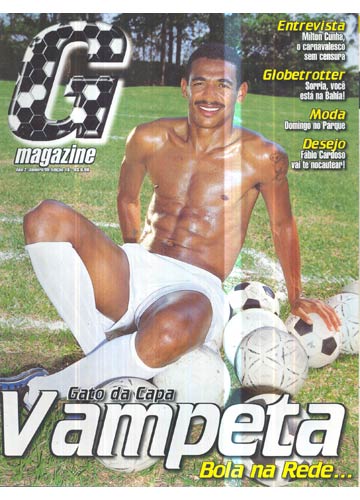 G
magazine
Entrevista
Milton Cunha,
o carnavalesco
sem censura
Globetrotter
Sorria, você
está na Bahia!
Moda
Domingo no Parque
Desejo
Fábio Cardoso
vai te nocautear!
Gato da Capa
Vampeta
Bola na Rede...